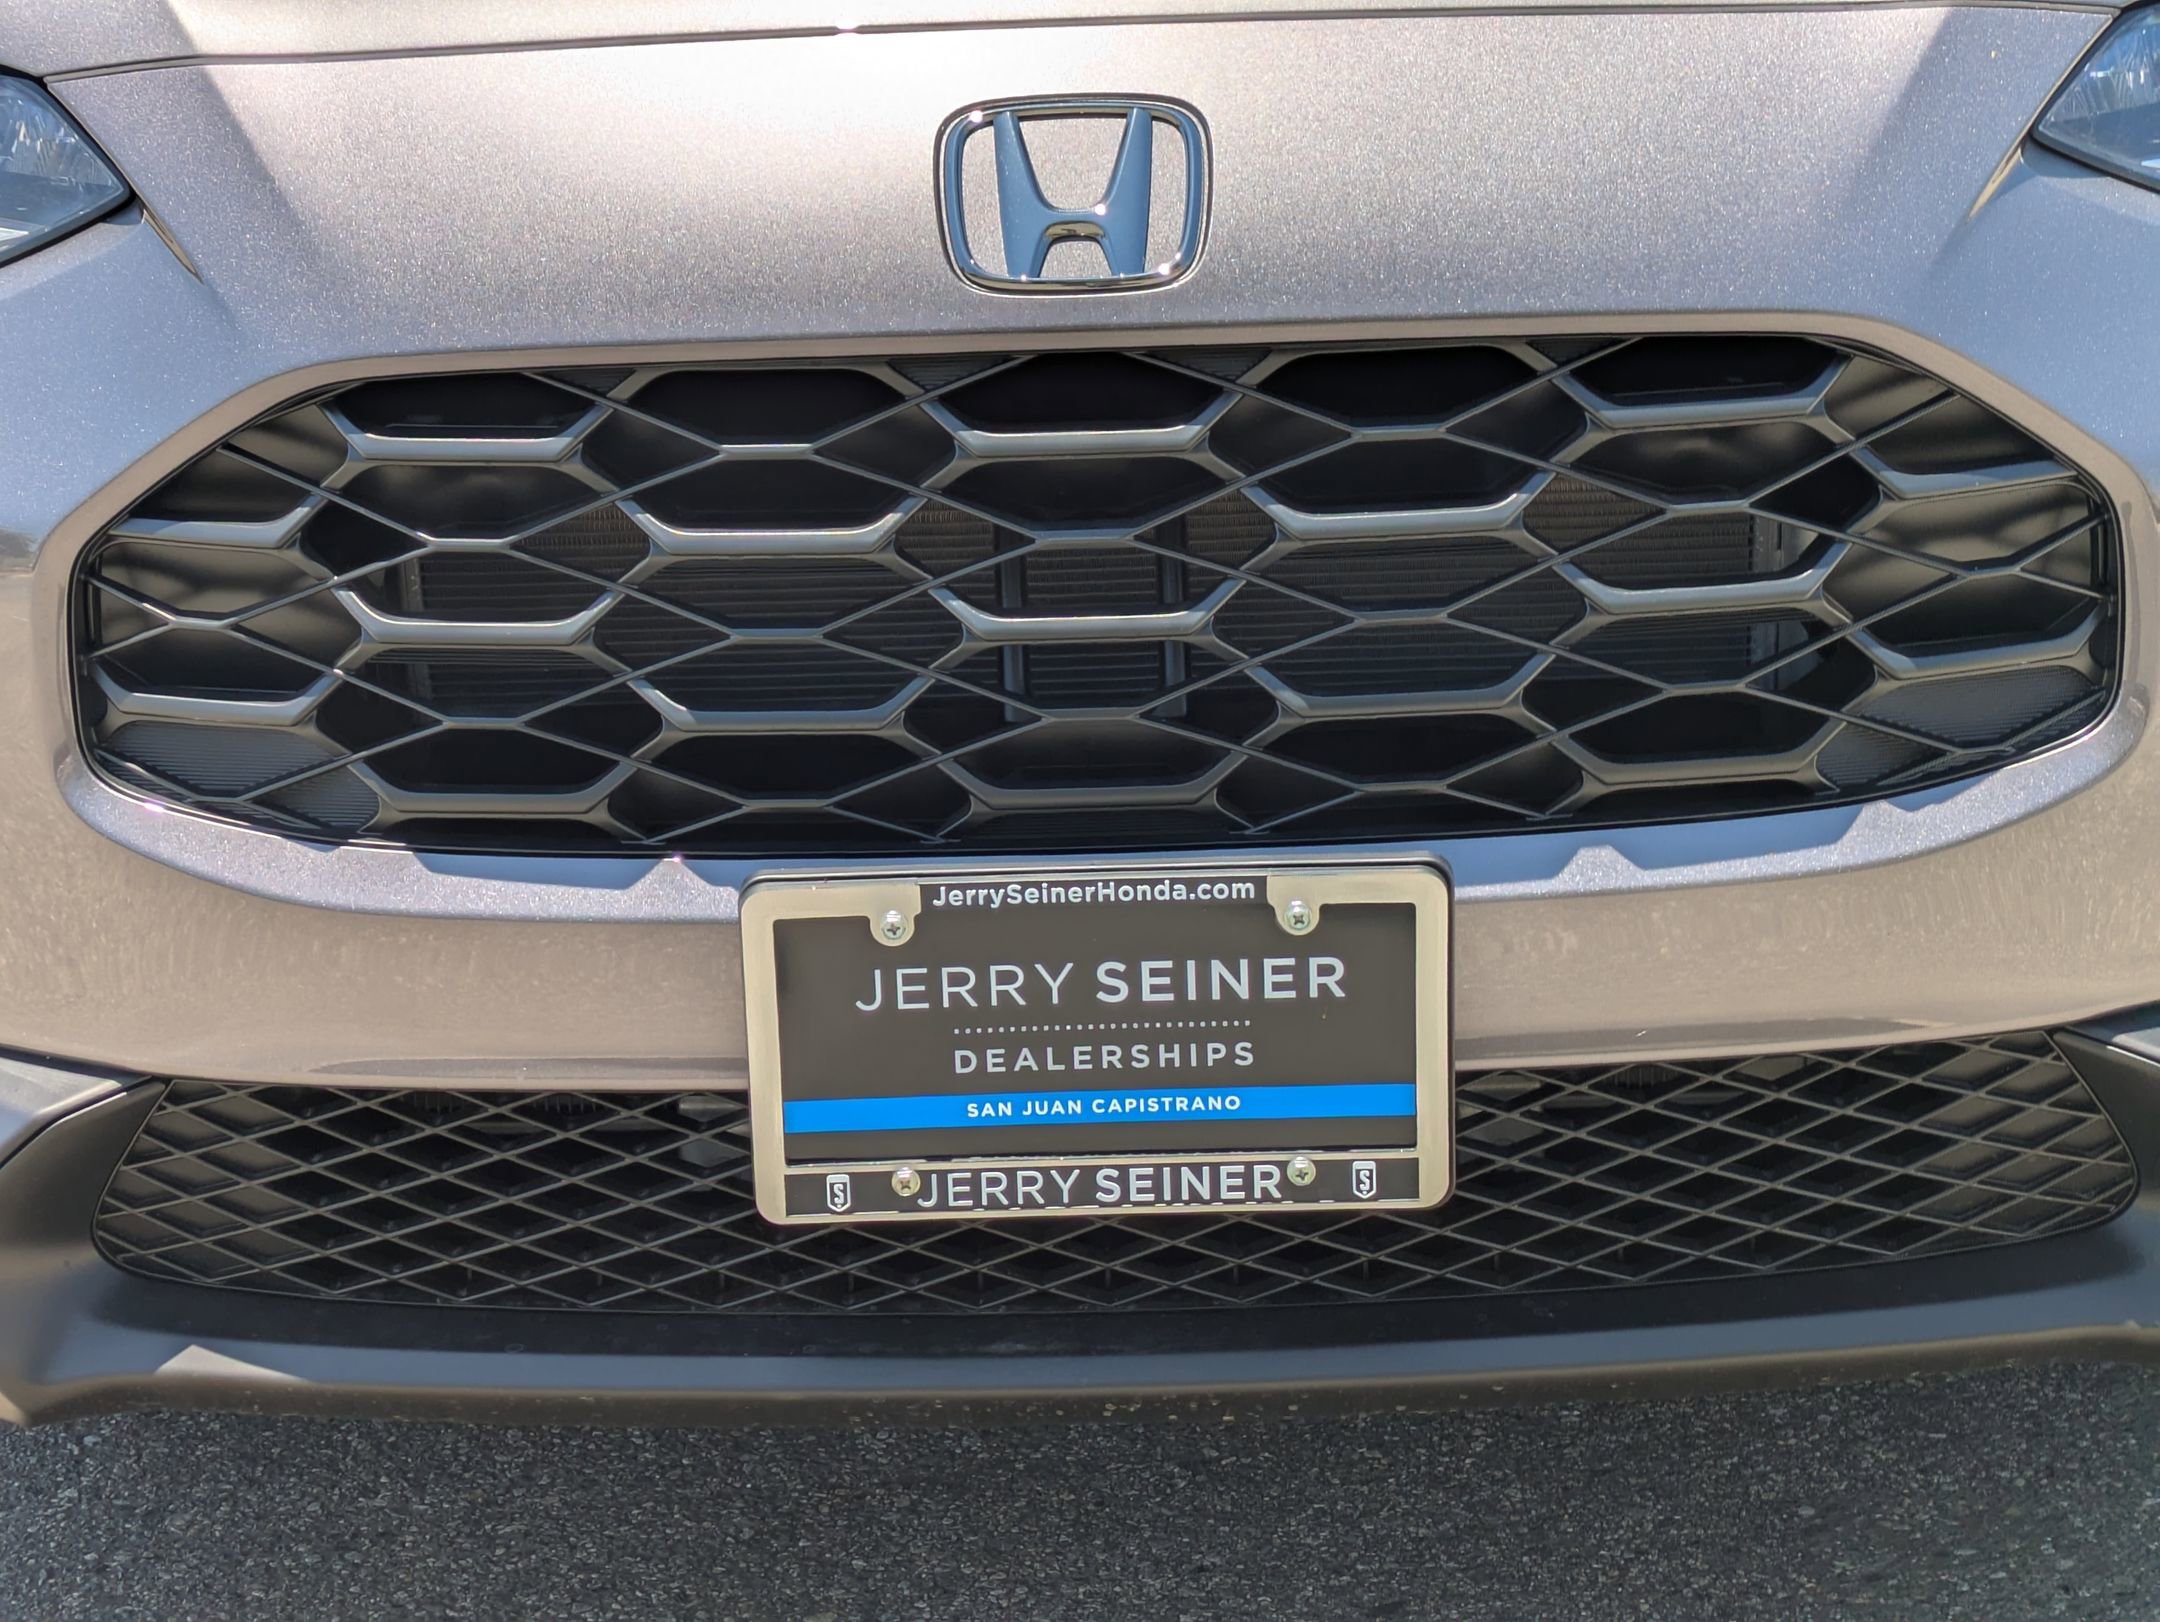 JerrySeinerHonda.com
JERRY SEINER
DEALERSHIPS
SAN JUAN CAPISTRANO
S JERRY SEINER S